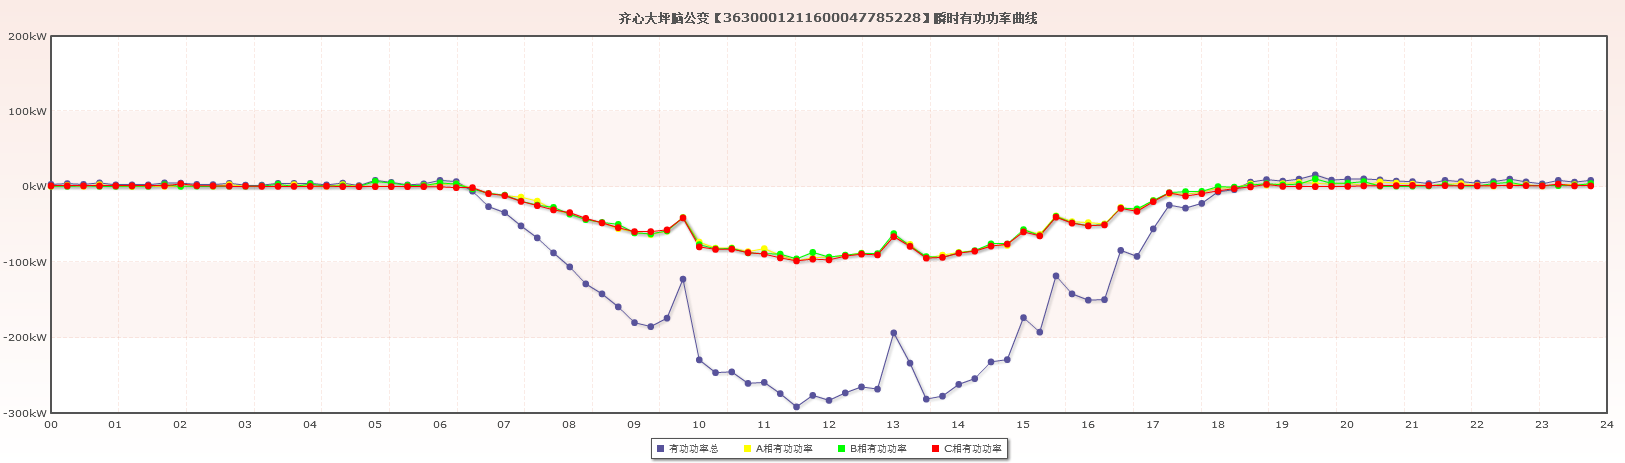 齐心大坪脑公变【3630001211600047785228】瞬时有功功率曲线
200kW
100kW
0kW
-100kW
-200kW
-300kW
00 01 02 03 04 05 06 07 08 09 10 11 12 13 14 15 16 17 18 19 20 21 22 23 24
有功功率总 A相有功功率 B相有功功率 C相有功功率